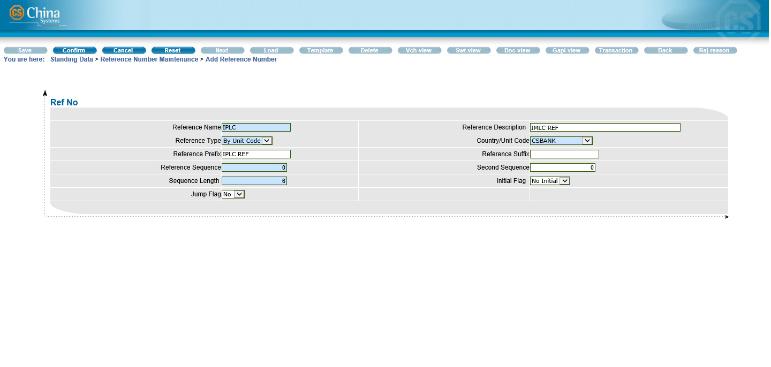 CS China
Systems
Save Confirm Cancel Reset Next Load Template Delete Vch view Swt view Doc view Gapi view Transaction Back Rej reason
You are here: Standing Data > Reference Number Maintenance > Add Reference Number
Ref No
Reference Name IPLC Reference Description IMLC REF
Reference Type By Unit Code Country/Unit Code CSBANK
Reference Prefix IPLC REF Reference Suffix
Reference Sequence 0 Second Sequence 0
Sequence Length 6 Initial Flag No Initial
Jump Flag No